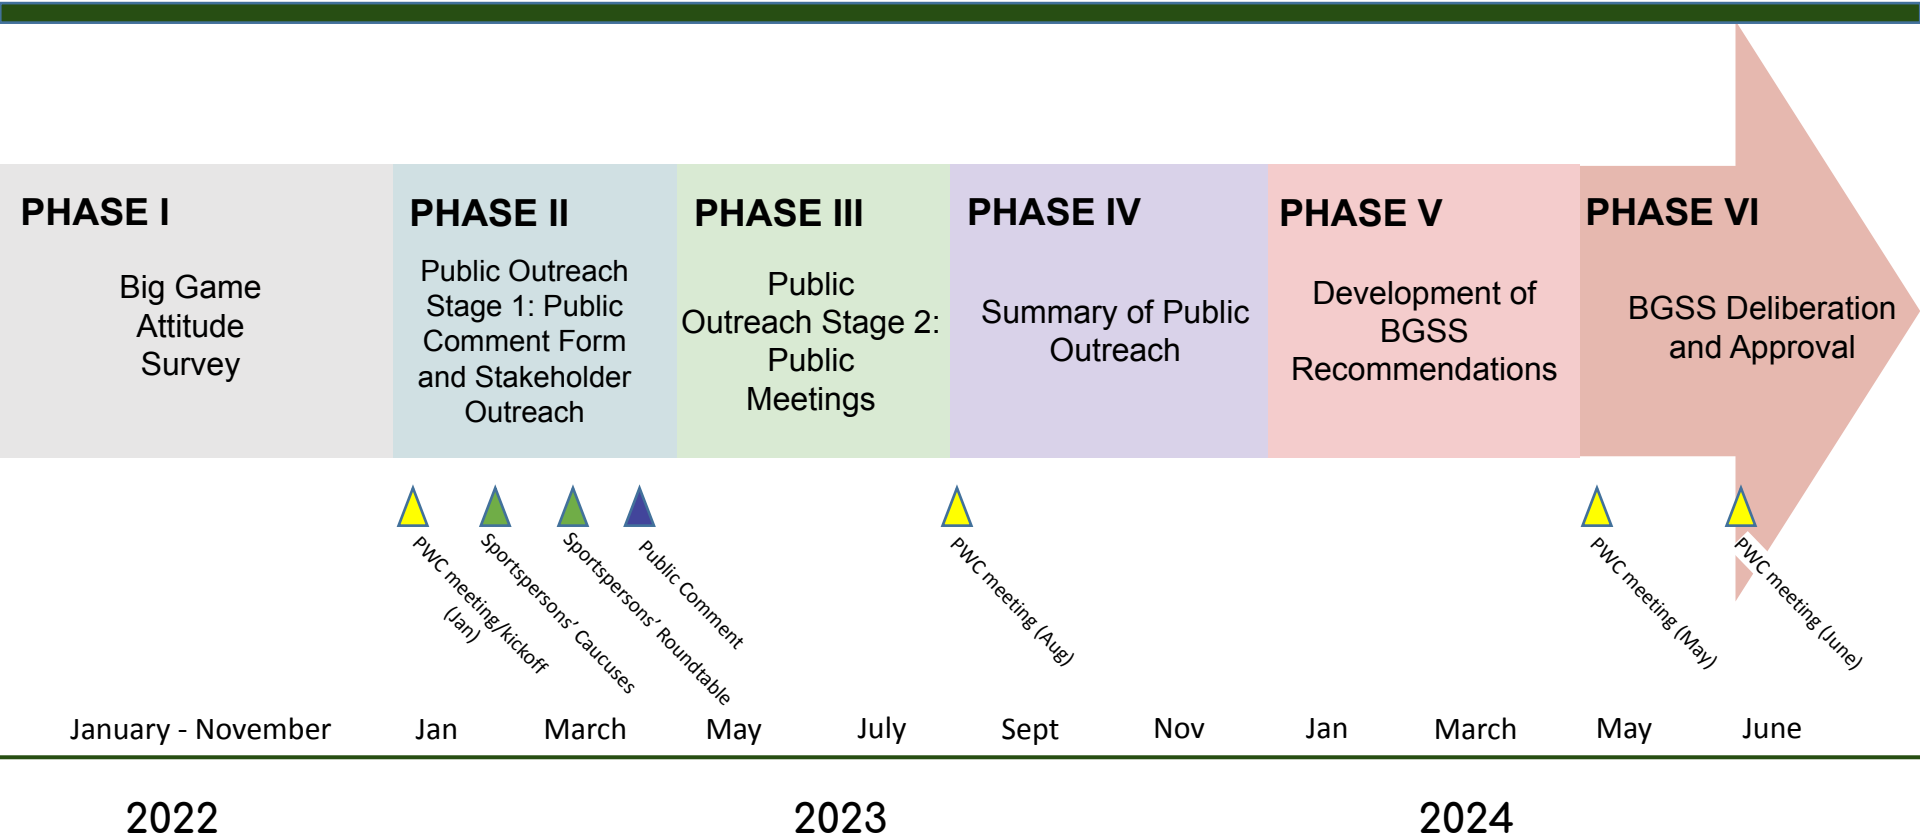 PHASE I
Big Game
Attitude
Survey
PHASE II
Public Outreach
Stage 1: Public
Comment Form
and Stakeholder
Outreach
PHASE III
Public
Outreach Stage 2:
Public
Meetings
PHASE IV
Summary of Public
Outreach
PHASE V
Development of
BGSS
Recommendations
PHASE VI
BGSS Deliberation
and Approval
PWC meeting/kickoff
(Jan)
Sportspersons’ Caucuses
Sportspersons’ Roundtable
Public Comment
PWC meeting (Aug)
PWC meeting (May)
PWC meeting (June)
January - November
Jan
March
May
July
Sept
Nov
Jan
March
May
June
2022
2023
2024